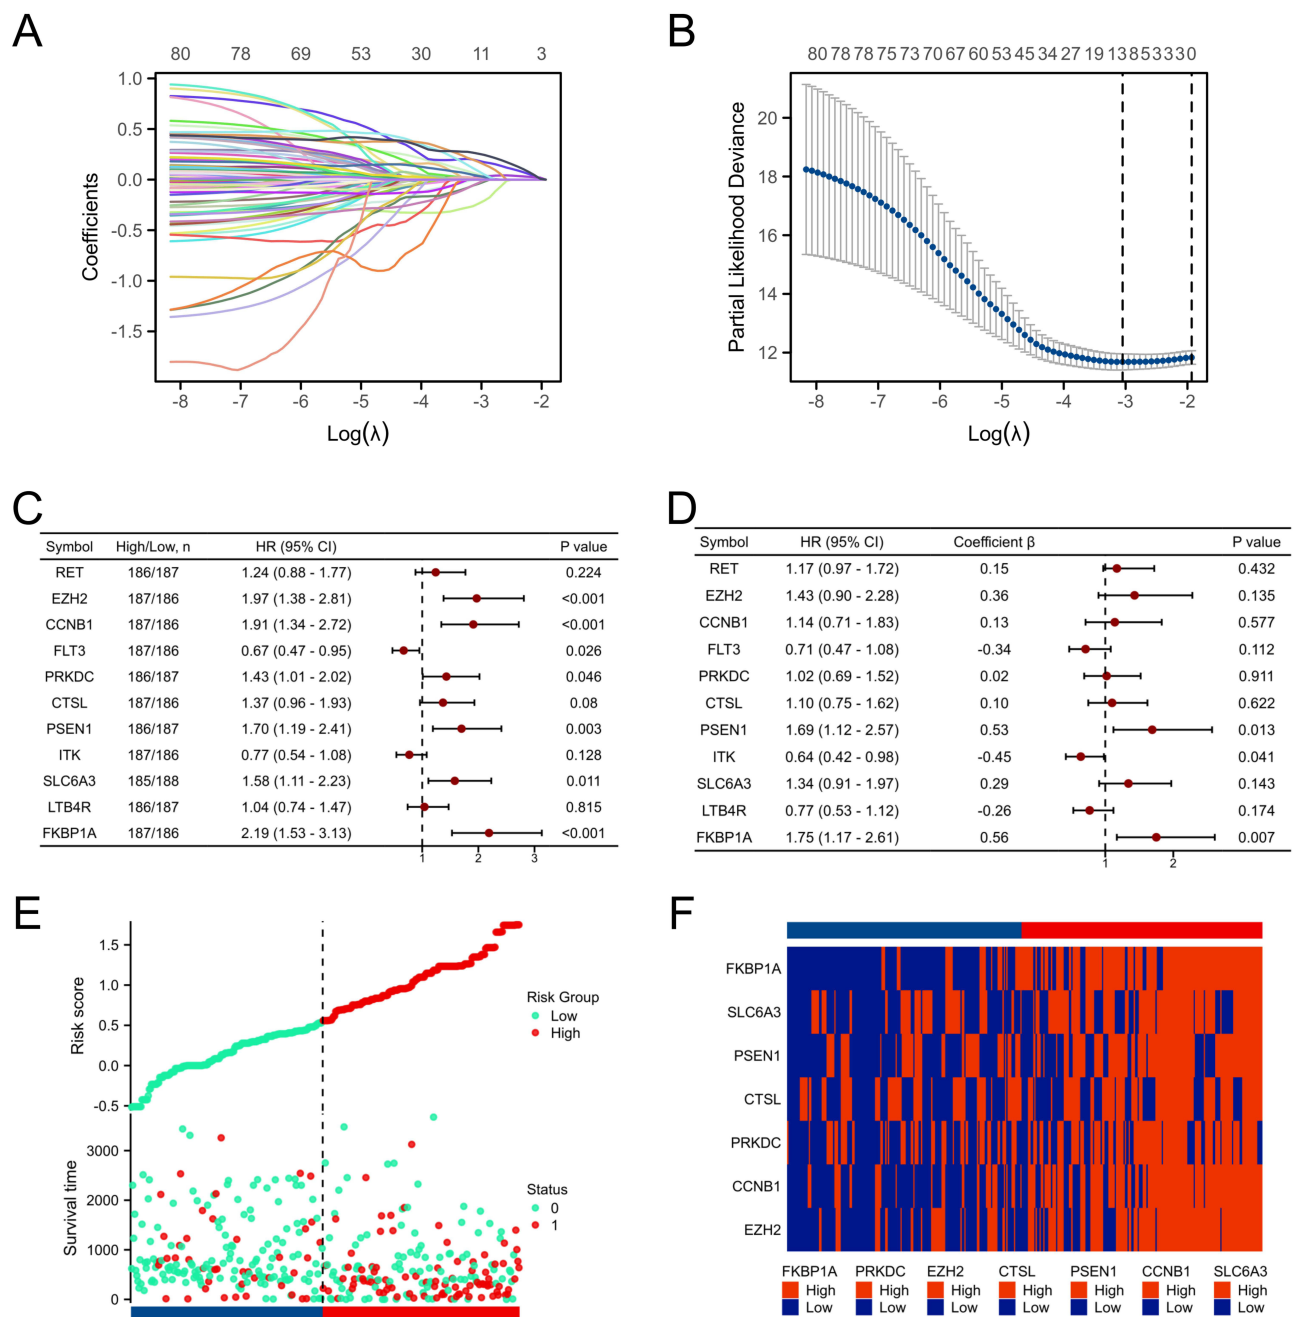 A
80 78 69 53 30 11 3
1.0
0.5
0.0
-0.5
-1.0
-1.5
Coefficients
-8 -7 -6 -5 -4 -3 -2
Log(λ)
B
80 78 78 75 73 70 67 60 53 45 34 27 19 13 8 5 3 3 3 0
20
18
16
14
12
Partial Likelihood Deviance
-8 -7 -6 -5 -4 -3 -2
Log(λ)
C
Symbol High/Low, n HR (95% CI) P value
RET 186/187 1.24 (0.88 - 1.77) 0.224
EZH2 187/186 1.97 (1.38 - 2.81) <0.001
CCNB1 187/186 1.91 (1.34 - 2.72) <0.001
FLT3 187/186 0.67 (0.47 - 0.95) 0.026
PRKDC 186/187 1.43 (1.01 - 2.02) 0.046
CTSL 187/186 1.37 (0.96 - 1.93) 0.08
PSEN1 186/187 1.70 (1.19 - 2.41) 0.003
ITK 187/186 0.77 (0.54 - 1.08) 0.128
SLC6A3 185/188 1.58 (1.11 - 2.23) 0.011
LTB4R 186/187 1.04 (0.74 - 1.47) 0.815
FKBP1A 187/186 2.19 (1.53 - 3.13) <0.001
1 2 3
D
Symbol HR (95% CI) Coefficient β P value
RET 1.17 (0.97 - 1.72) 0.15 0.432
EZH2 1.43 (0.90 - 2.28) 0.36 0.135
CCNB1 1.14 (0.71 - 1.83) 0.13 0.577
FLT3 0.71 (0.47 - 1.08) -0.34 0.112
PRKDC 1.02 (0.69 - 1.52) 0.02 0.911
CTSL 1.10 (0.75 - 1.62) 0.10 0.622
PSEN1 1.69 (1.12 - 2.57) 0.53 0.013
ITK 0.64 (0.42 - 0.98) -0.45 0.041
SLC6A3 1.34 (0.91 - 1.97) 0.29 0.143
LTB4R 0.77 (0.53 - 1.12) -0.26 0.174
FKBP1A 1.75 (1.17 - 2.61) 0.56 0.007
1 2
E
1.5
1.0
0.5
0.0
-0.5
Risk score
Risk Group
Low
High
3000
2000
1000
0
Survival time
Status
0
1
F
FKBP1A
SLC6A3
PSEN1
CTSL
PRKDC
CCNB1
EZH2
FKBP1A PRKDC EZH2 CTSL PSEN1 CCNB1 SLC6A3
High High High High High High High
Low Low Low Low Low Low Low